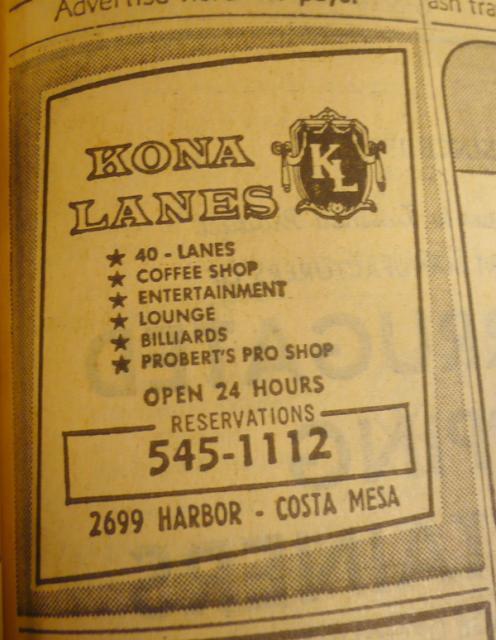 Advertise
KONA
LANES
KL
★ 40 - LANES
★ COFFEE SHOP
★ ENTERTAINMENT
★ LOUNGE
★ BILLIARDS
★ PROBERT'S PRO SHOP
OPEN 24 HOURS
RESERVATIONS
545-1112
2699 HARBOR - COSTA MESA